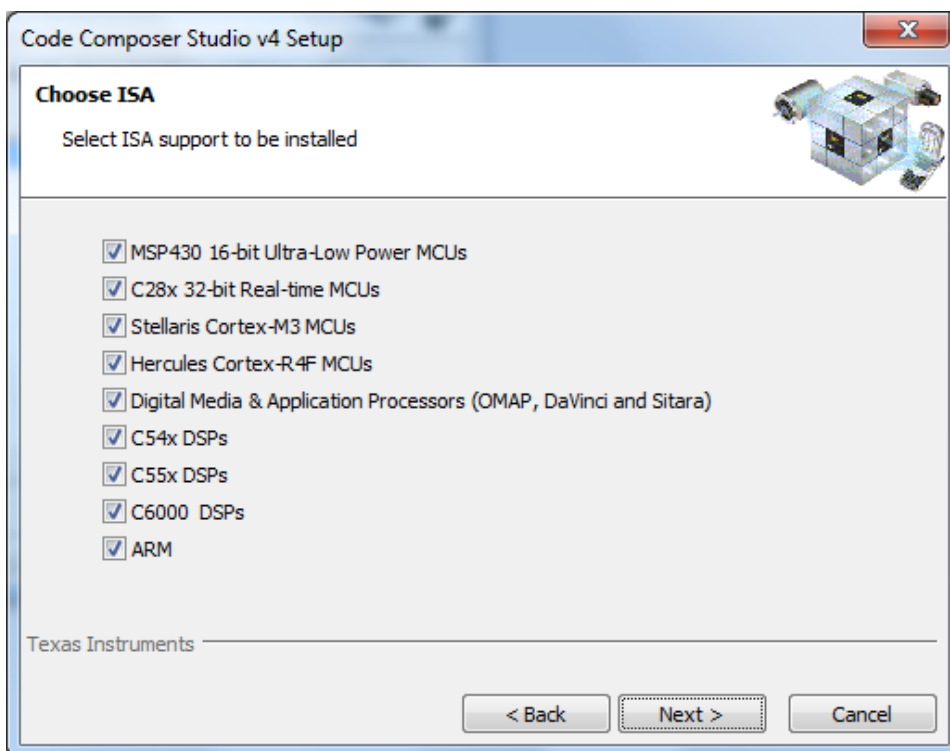 Code Composer Studio v4 Setup
Choose ISA
Select ISA support to be installed
MSP430 16-bit Ultra-Low Power MCUs
C28x 32-bit Real-time MCUs
Stellaris Cortex-M3 MCUs
Hercules Cortex-R4F MCUs
Digital Media & Application Processors (OMAP, DaVinci and Sitara)
C54x DSPs
C55x DSPs
C6000  DSPs
ARM
Texas Instruments
< Back Next > Cancel